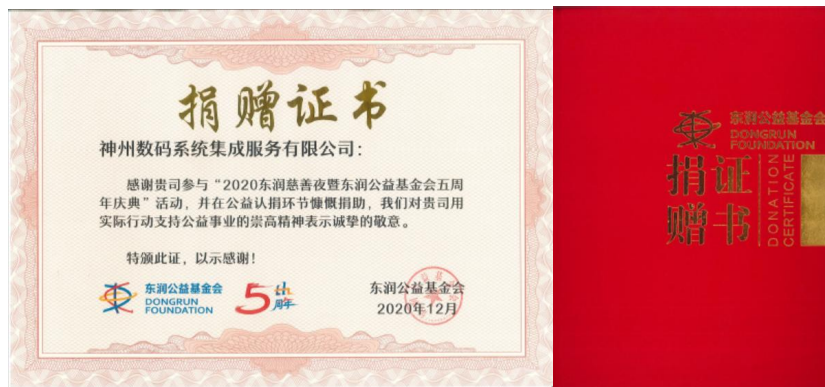 捐赠证书
神州数码系统集成服务有限公司：
感谢贵司参与“2020东润慈善夜暨东润公益基金会五周
年庆典”活动，并在公益认捐环节慷慨捐助，我们对贵司用
实际行动支持公益事业的崇高精神表示诚挚的敬意。
特颁此证，以示感谢！
东润公益基金会
DONGRUN
FOUNDATION
5周年
东润公益基金会
2020年12月
东润公益基金会
DONGRUN
FOUNDATION
捐证
赠书
DONATION
CERTIFICATE